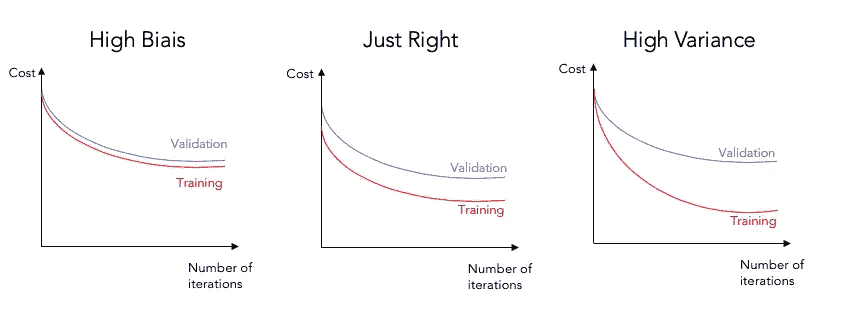 High Biais
Cost
Validation
Training
Number of
iterations
Just Right
Cost
Validation
Training
Number of
iterations
High Variance
Cost
Validation
Training
Number of
iterations